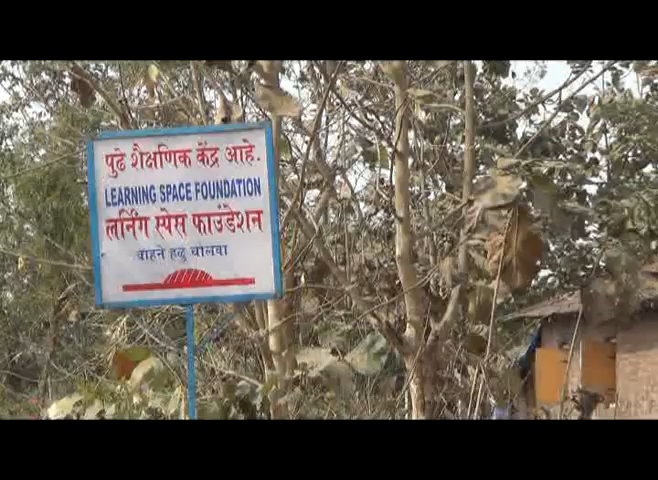 पुढे शैक्षणिक केंद्र आहे.
LEARNING SPACE FOUNDATION
लर्निंग स्पेस फाउंडेशन
वाहने हळु चालवा